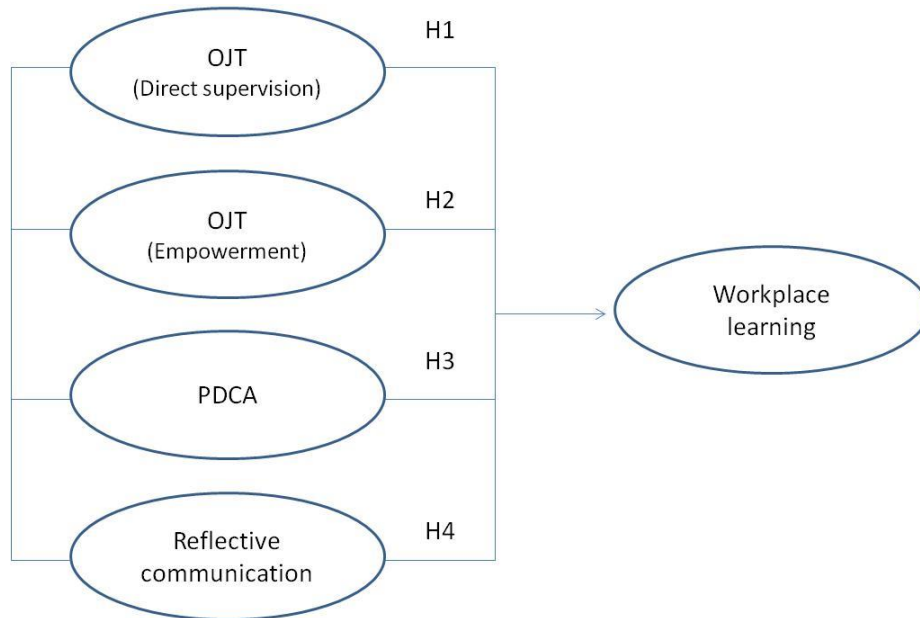 H1
OJT
(Direct supervision)
H2
OJT
(Empowerment)
Workplace
learning
H3
PDCA
H4
Reflective
communication